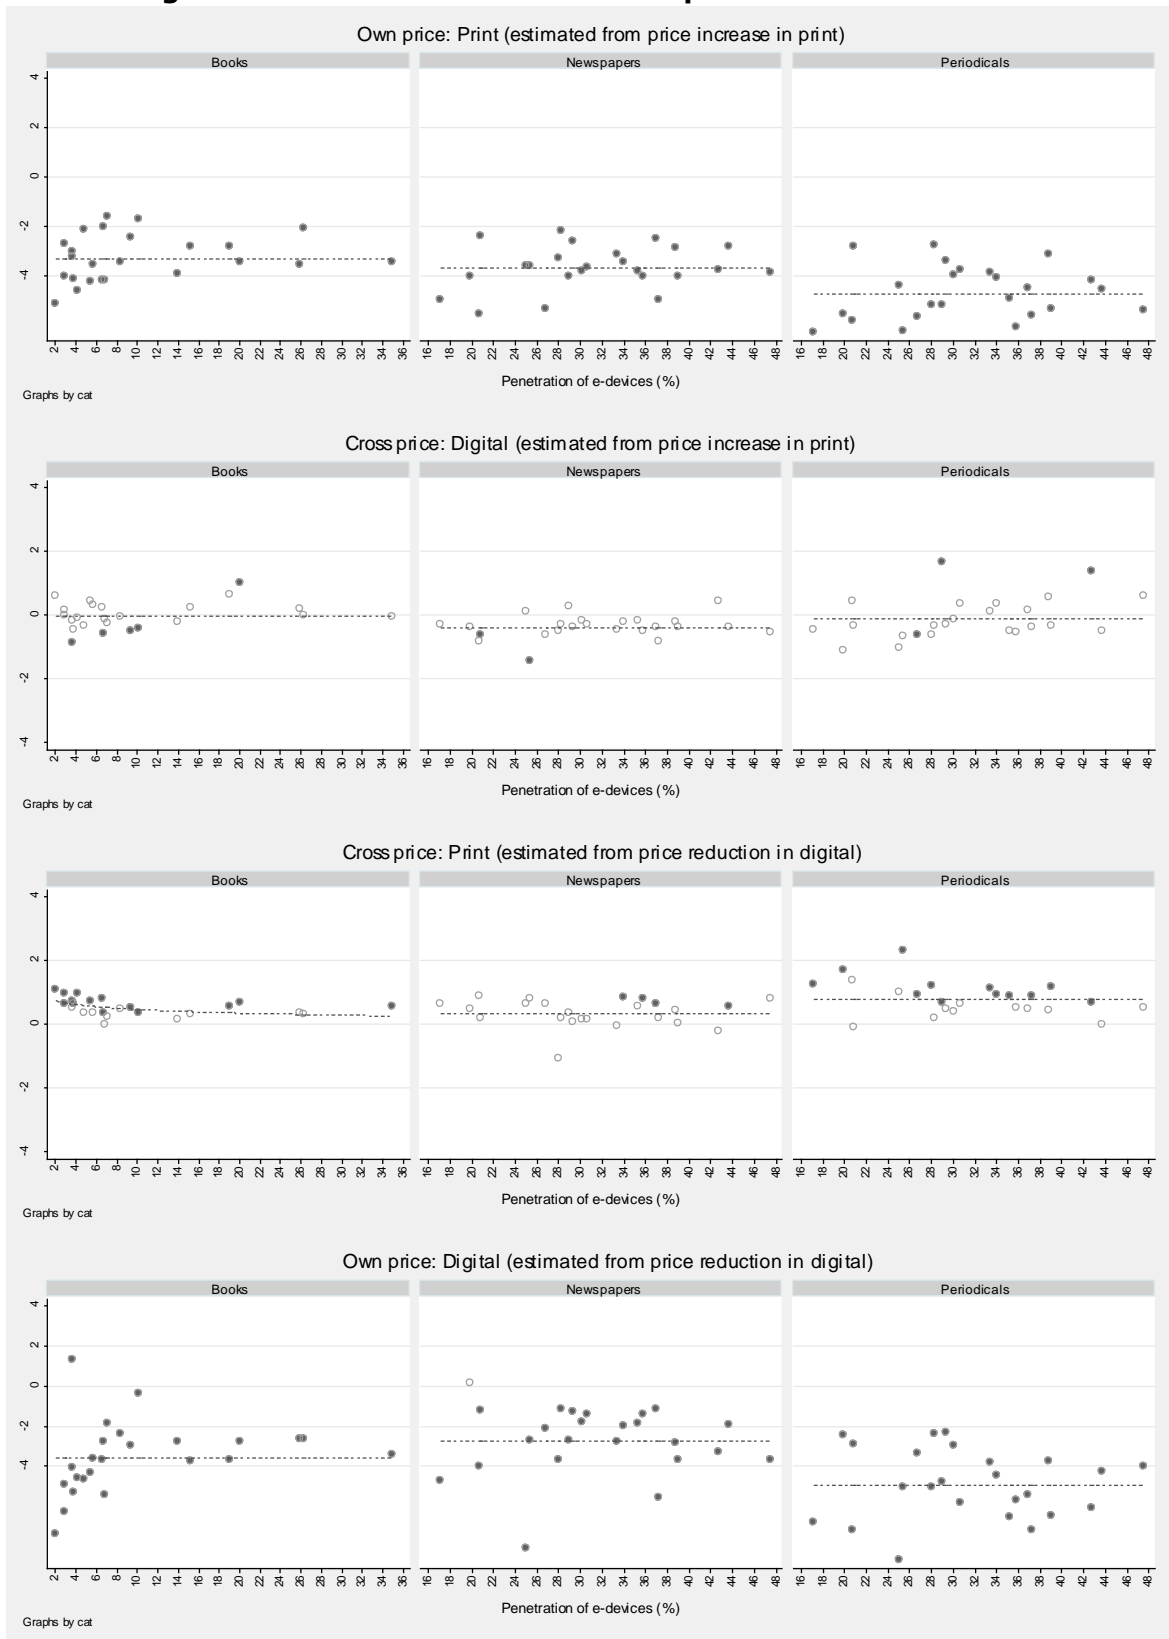 Own price: Print (estimated from price increase in print)
Books Newspapers Periodicals
4
2
0
-2
-4
2 4 6 8 10 12 14 16 18 20 22 24 26 28 30 32 34 36 16 18 20 22 24 26 28 30 32 34 36 38 40 42 44 46 48 16 18 20 22 24 26 28 30 32 34 36 38 40 42 44 46 48
Penetration of e-devices (%)
Graphs by cat
Cross price: Digital (estimated from price increase in print)
Books Newspapers Periodicals
4
2
0
-2
-4
2 4 6 8 10 12 14 16 18 20 22 24 26 28 30 32 34 36 16 18 20 22 24 26 28 30 32 34 36 38 40 42 44 46 48 16 18 20 22 24 26 28 30 32 34 36 38 40 42 44 46 48
Penetration of e-devices (%)
Graphs by cat
Cross price: Print (estimated from price reduction in digital)
Books Newspapers Periodicals
4
2
0
-2
-4
2 4 6 8 10 12 14 16 18 20 22 24 26 28 30 32 34 36 16 18 20 22 24 26 28 30 32 34 36 38 40 42 44 46 48 16 18 20 22 24 26 28 30 32 34 36 38 40 42 44 46 48
Penetration of e-devices (%)
Graphs by cat
Own price: Digital (estimated from price reduction in digital)
Books Newspapers Periodicals
4
2
0
-2
-4
2 4 6 8 10 12 14 16 18 20 22 24 26 28 30 32 34 36 16 18 20 22 24 26 28 30 32 34 36 38 40 42 44 46 48 16 18 20 22 24 26 28 30 32 34 36 38 40 42 44 46 48
Penetration of e-devices (%)
Graphs by cat